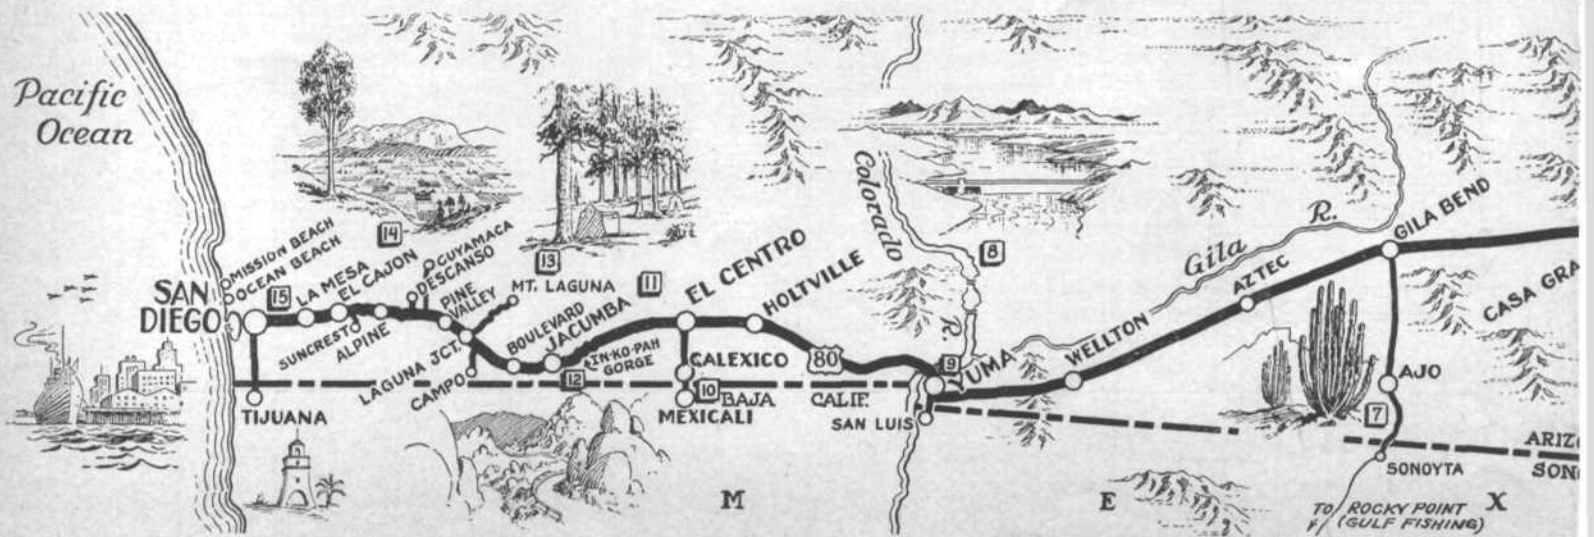 Pacific
Ocean
SAN
DIEGO
MISSION BEACH
OCEAN BEACH
15
LA MESA
EL CAJON
14
SUNCREST
ALPINE
CUYAMACA
DESCANSO
PINE
VALLEY
13
MT. LAGUNA
LAGUNA JCT.
CAMPO
BOULEVARD
JACUMBA
11
IN-KO-PAH
GORGE
12
EL CENTRO
HOLTVILLE
CALEXICO
10
MEXICALI
BAJA
CALIF.
80
TIJUANA
Colorado
R.
8
9
YUMA
SAN LUIS
WELLTON
Gila
R.
AZTEC
GILA BEND
CASA GRA
AJO
7
SONOYTA
ARIZ
SON
TO ROCKY POINT
(GULF FISHING)
M
E
X